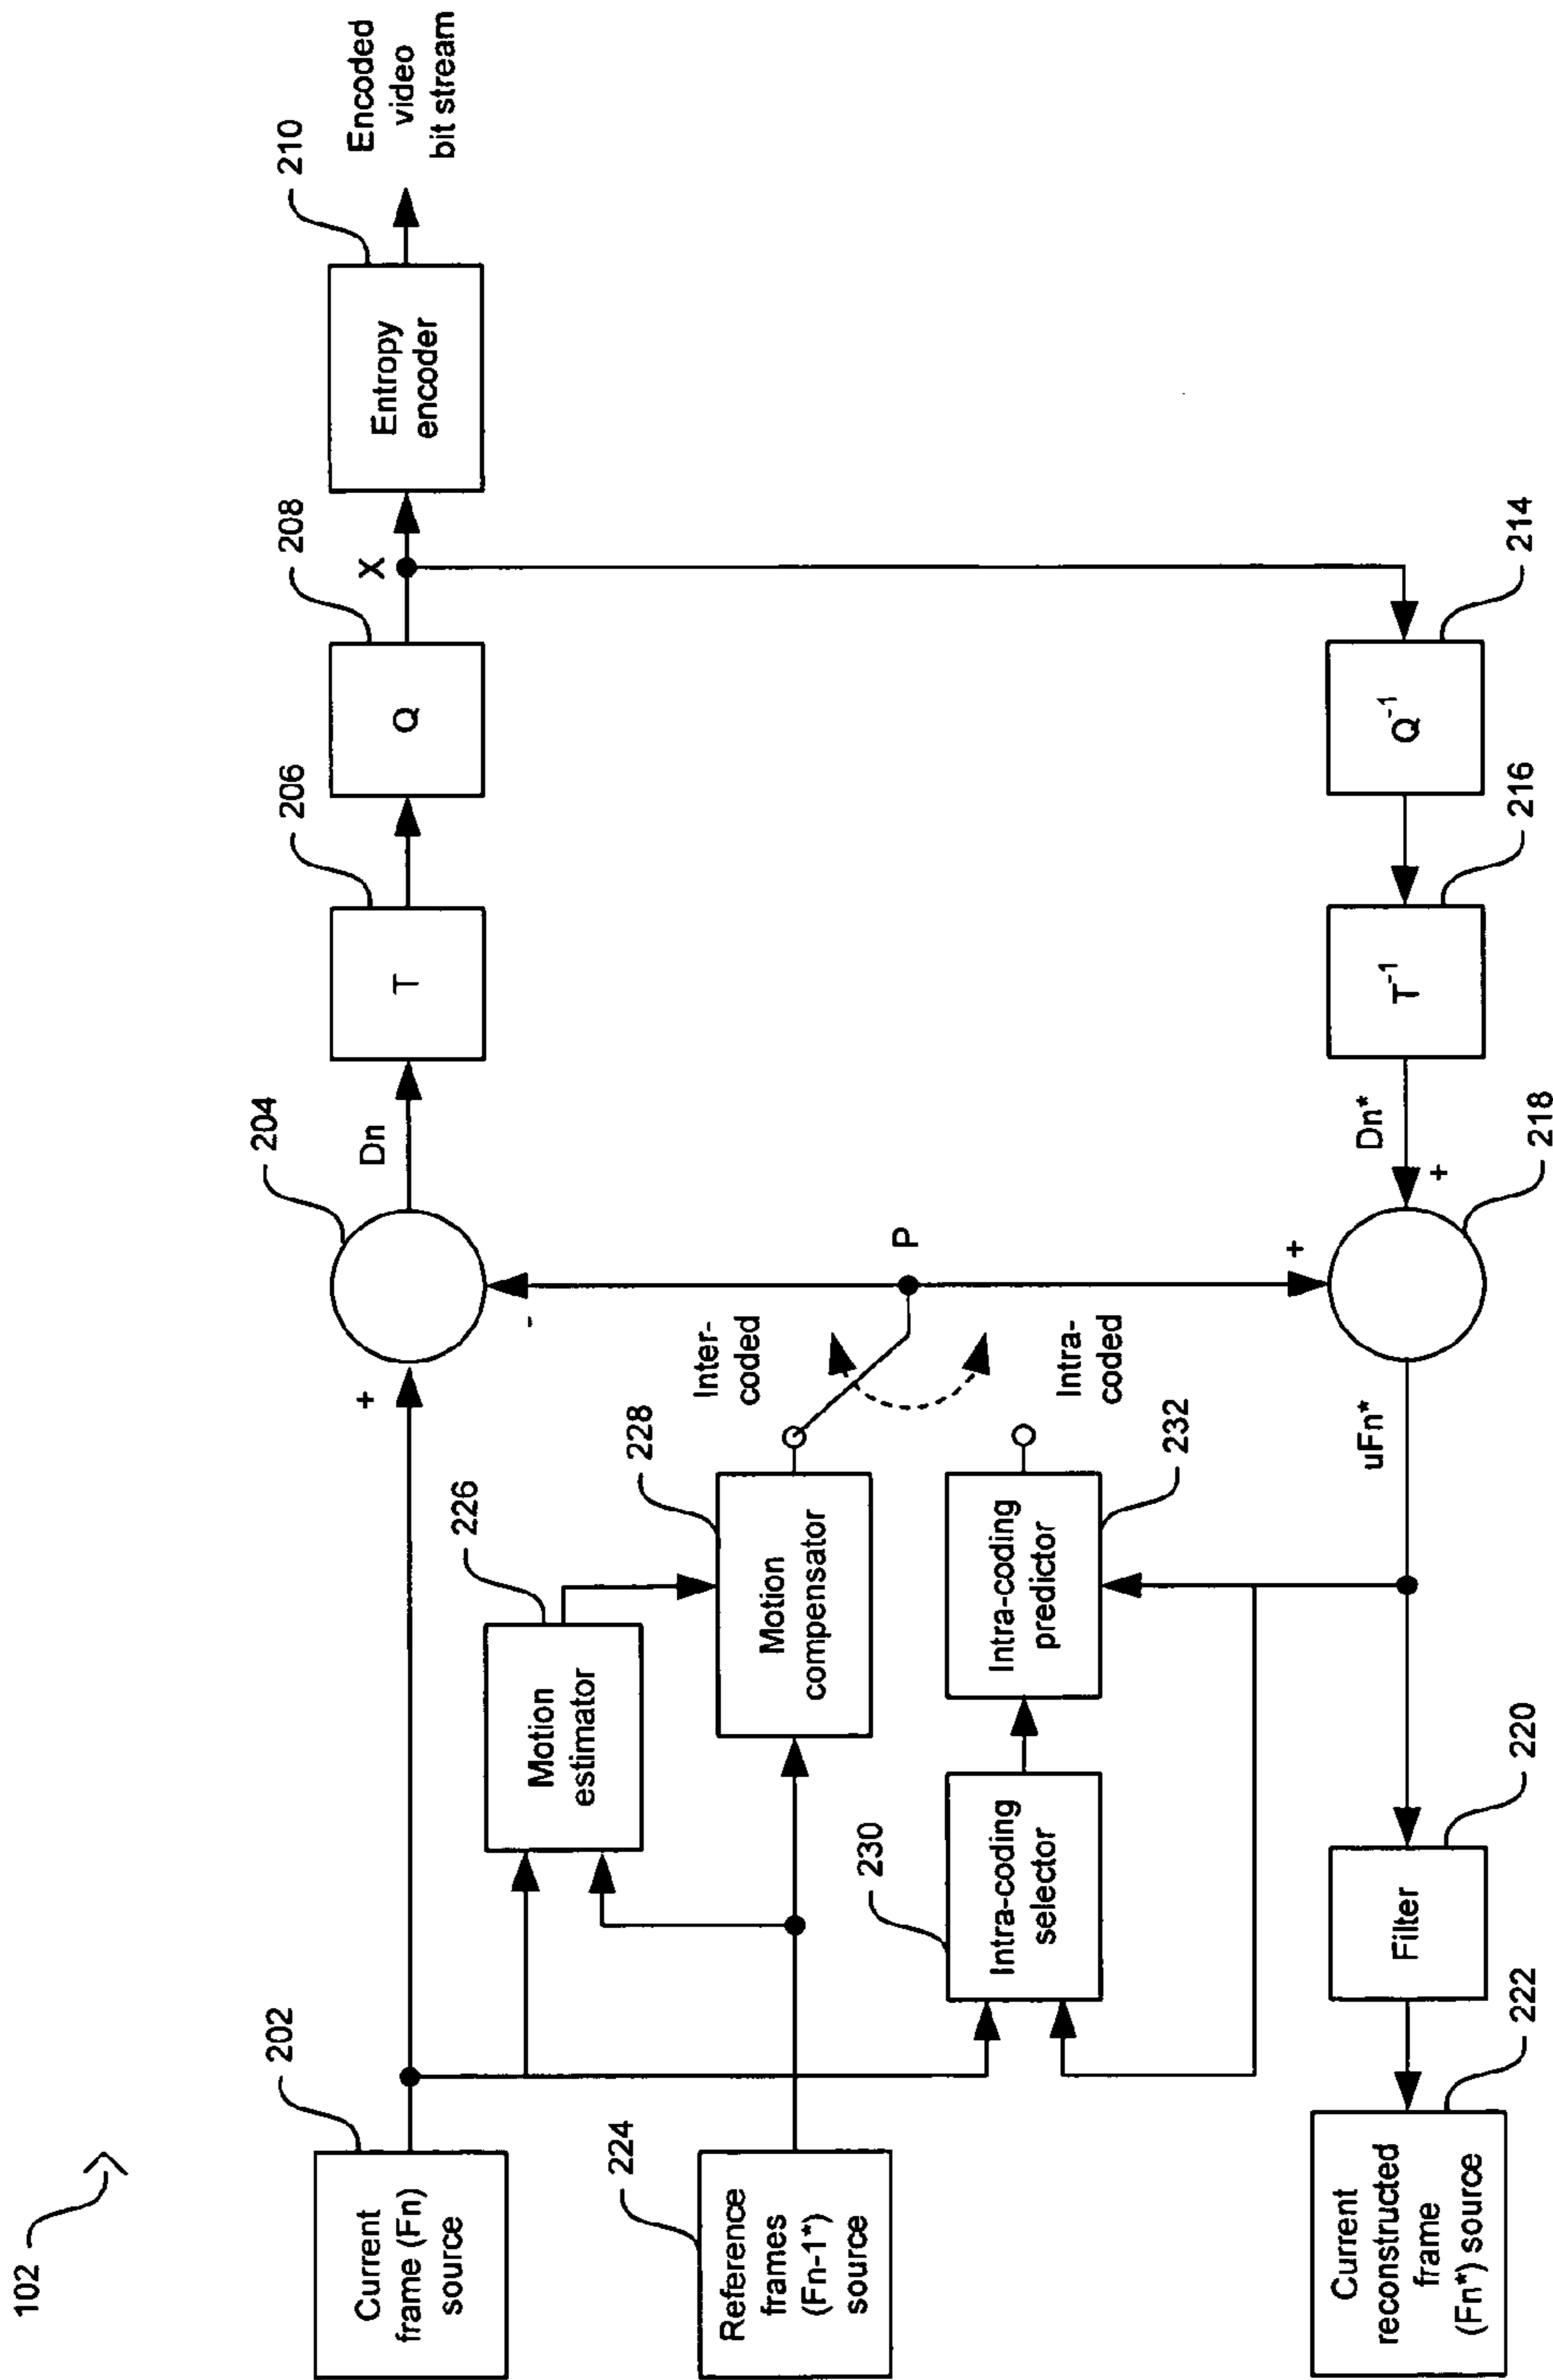 102
202
Current
frame (Fn)
source
+
204
Dn
206
T
208
Q
X
210
Entropy
encoder
Encoded
video
bit stream
-
226
Motion
estimator
224
Reference
frames
(Fn-1*)
source
228
Motion
compensator
Inter-
coded
P
230
Intra-coding
selector
Intra-coding
predictor
232
Intra-
coded
+
222
Current
reconstructed
frame
(Fn*) source
220
Filter
uFn*
218
+
Dn*
216
T-1
214
Q-1